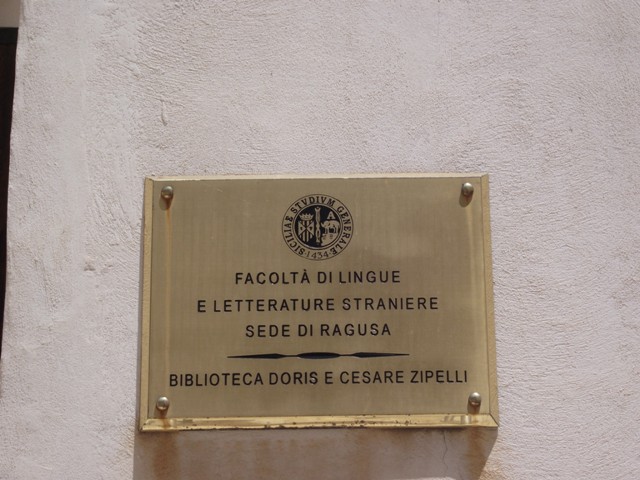 SICILIAE STVDIVM GENERALE
1434
FACOLTÀ DI LINGUE
E LETTERATURE STRANIERE
SEDE DI RAGUSA
BIBLIOTECA DORIS E CESARE ZIPELLI